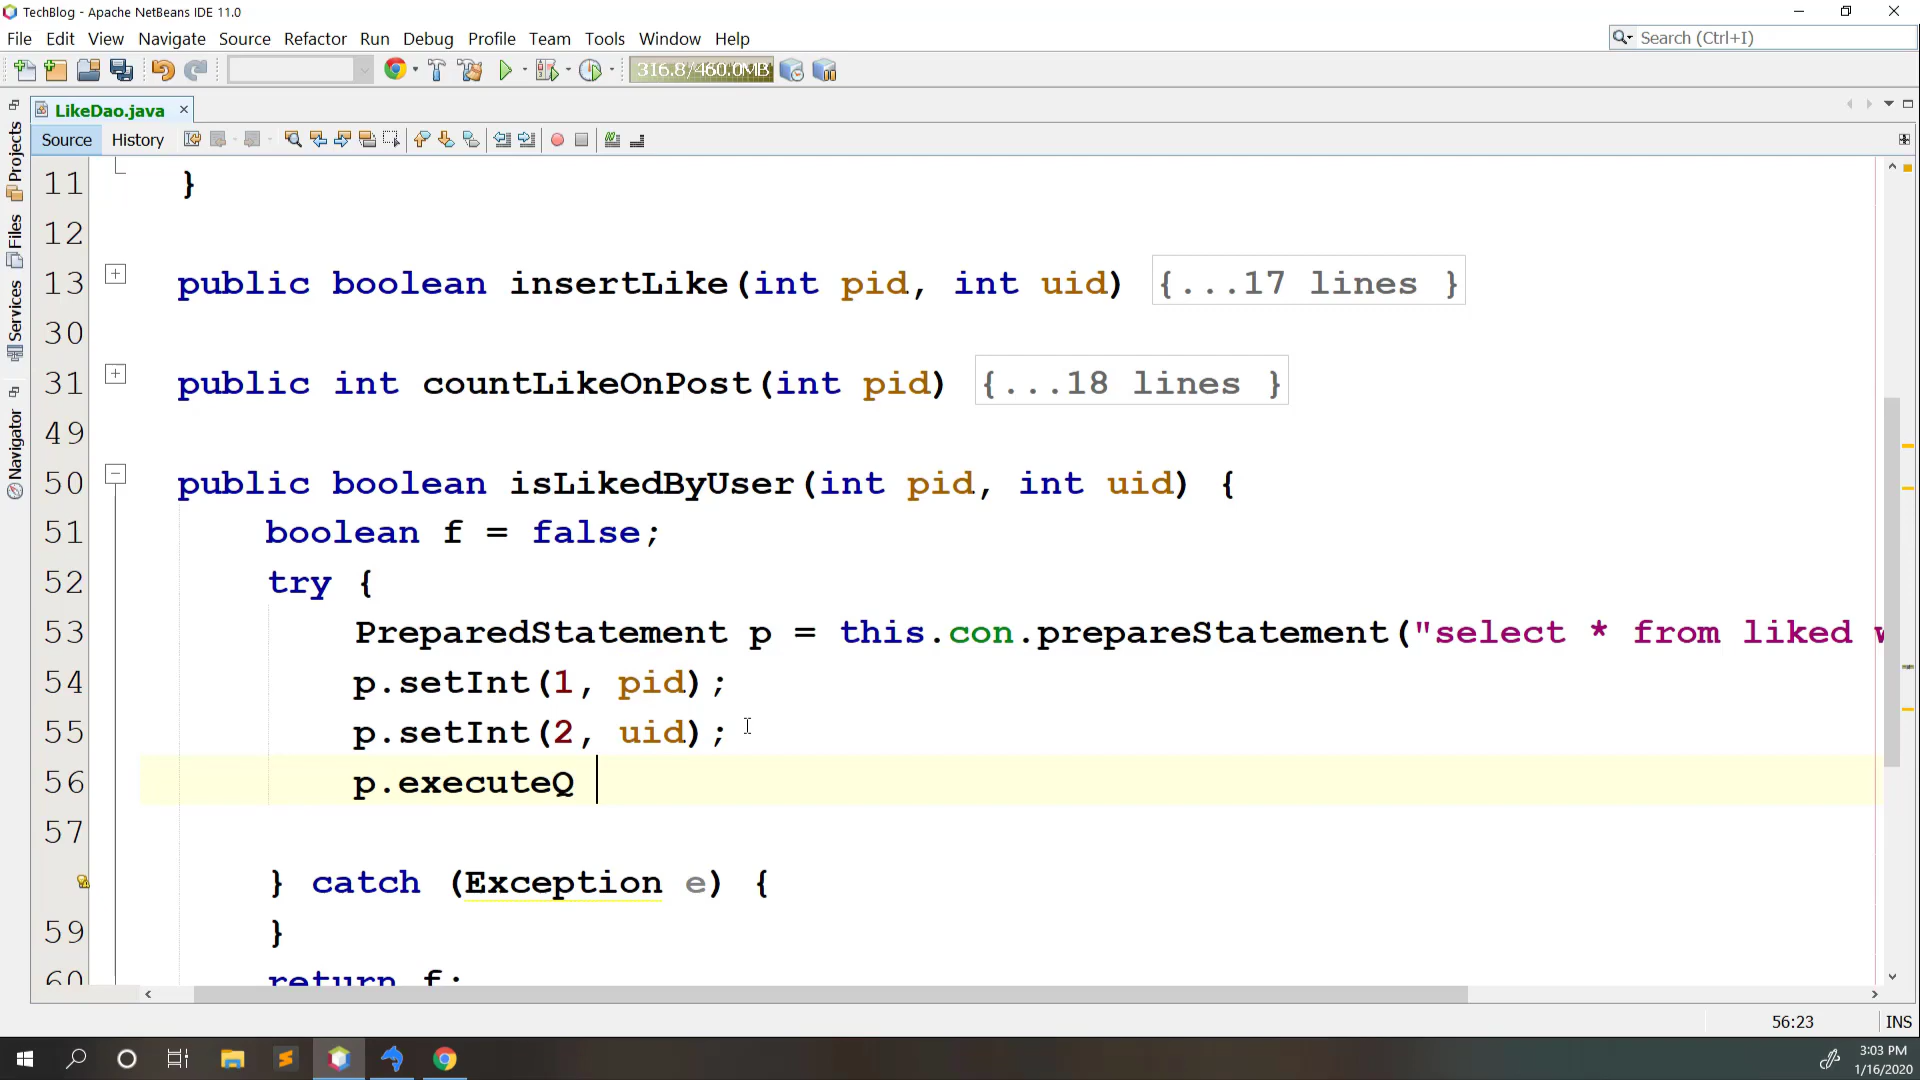 TechBlog - Apache NetBeans IDE 11.0
File Edit View Navigate Source Refactor Run Debug Profile Team Tools Window Help
Search (Ctrl+I)
316.8/460.0MB
LikeDao.java
Source History
Projects
Files
Services
Navigator
11 }
12
13 public boolean insertLike(int pid, int uid) {...17 lines }
30
31 public int countLikeOnPost(int pid) {...18 lines }
49
50 public boolean isLikedByUser(int pid, int uid) {
51 boolean f = false;
52 try {
53 PreparedStatement p = this.con.prepareStatement("select * from liked w
54 p.setInt(1, pid);
55 p.setInt(2, uid);
56 p.executeQ
57
} catch (Exception e) {
59 }
60 return f;
56:23 INS
3:03 PM
1/16/2020